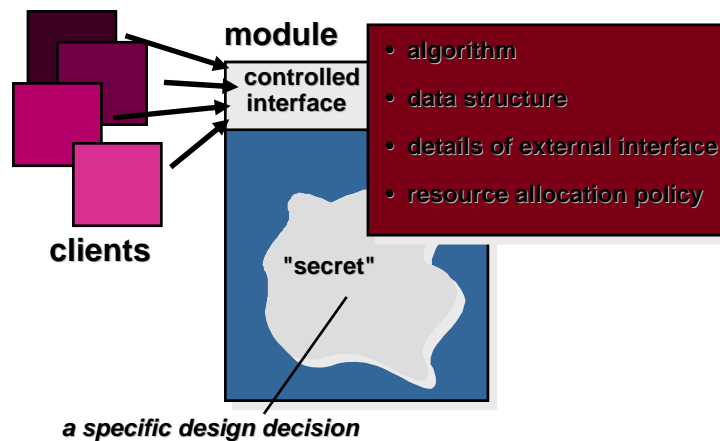 module
controlled
interface
• algorithm
• data structure
• details of external interface
• resource allocation policy
clients
"secret"
a specific design decision